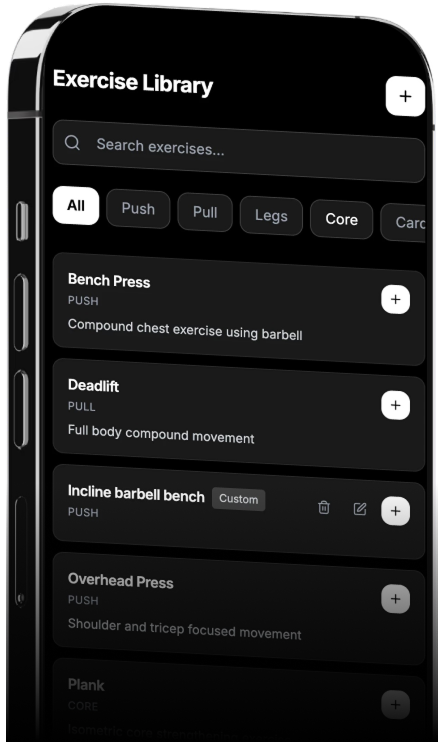 Exercise Library
Search exercises...
All Push Pull Legs Core Card
Bench Press
PUSH
Compound chest exercise using barbell
Deadlift
PULL
Full body compound movement
Incline barbell bench Custom
PUSH
Overhead Press
PUSH
Shoulder and tricep focused movement
Plank
CORE
Isometric core